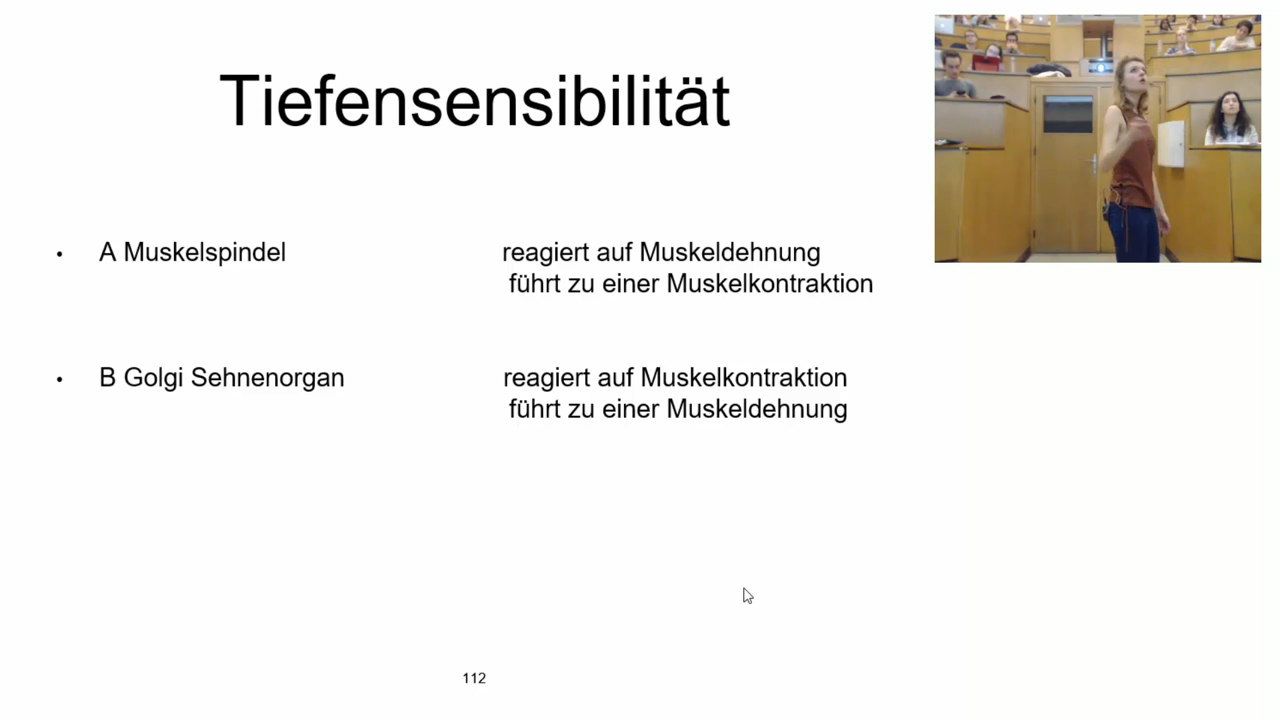 Tiefensensibilität
• A Muskelspindel reagiert auf Muskeldehnung
führt zu einer Muskelkontraktion
• B Golgi Sehnenorgan reagiert auf Muskelkontraktion
führt zu einer Muskeldehnung
112